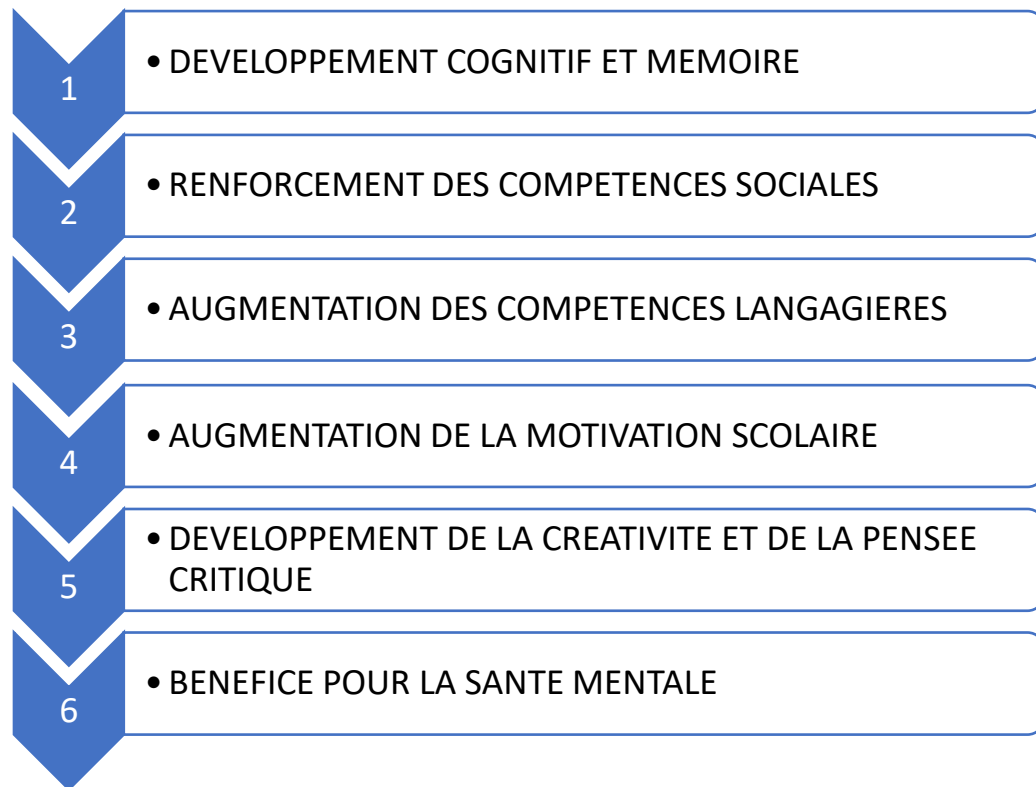 1
• DEVELOPPEMENT COGNITIF ET MEMOIRE
2
• RENFORCEMENT DES COMPETENCES SOCIALES
3
• AUGMENTATION DES COMPETENCES LANGAGIERES
4
• AUGMENTATION DE LA MOTIVATION SCOLAIRE
5
• DEVELOPPEMENT DE LA CREATIVITE ET DE LA PENSEE
CRITIQUE
6
• BENEFICE POUR LA SANTE MENTALE